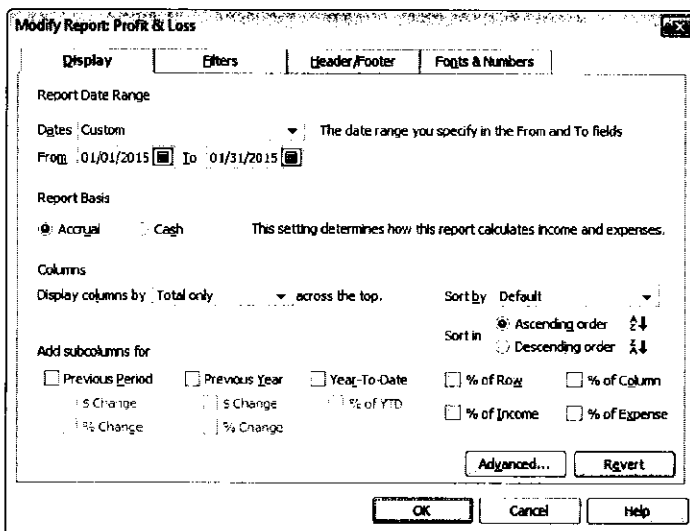 Modify Report: Profit & Loss
Display Filters Header/Footer Fonts & Numbers
Report Date Range
Dates Custom The date range you specify in the From and To fields
From 01/01/2015 To 01/31/2015
Report Basis
Accrual Cash This setting determines how this report calculates income and expenses.
Columns
Display columns by Total only across the top. Sort by Default
Sort in Ascending order
Descending order
Add subcolumns for
Previous Period Previous Year Year-To-Date % of Row % of Column
$ Change $ Change % of YTD
% of Income % of Expense
% Change % Change
Advanced... Revert
OK Cancel Help